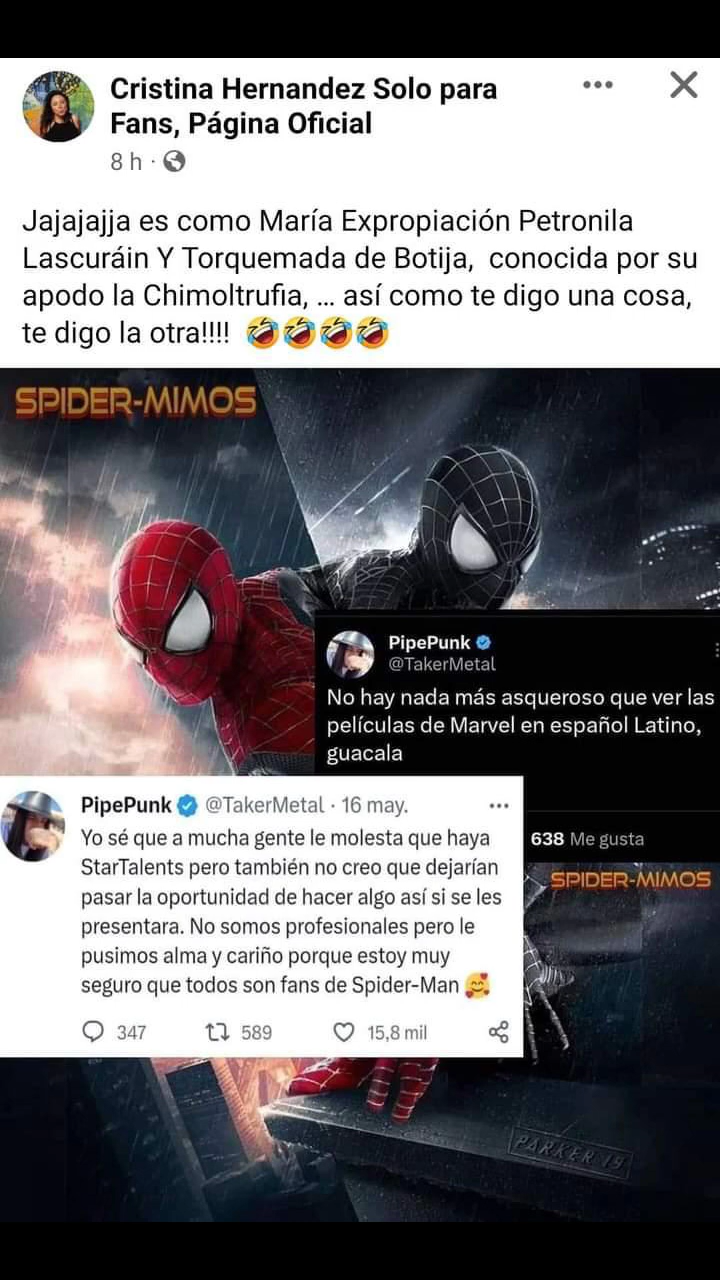 Cristina Hernandez Solo para
Fans, Página Oficial
8 h ·
Jajajajja es como María Expropiación Petronila
Lascuráin Y Torquemada de Botija, conocida por su
apodo la Chimoltrufia, ... así como te digo una cosa,
te digo la otra!!!! 🤣🤣🤣🤣
SPIDER-MIMOS
PipePunk
@TakerMetal
No hay nada más asqueroso que ver las
películas de Marvel en español Latino,
guacala
638 Me gusta
PipePunk @TakerMetal · 16 may.
Yo sé que a mucha gente le molesta que haya
StarTalents pero también no creo que dejarían
pasar la oportunidad de hacer algo así si se les
presentara. No somos profesionales pero le
pusimos alma y cariño porque estoy muy
seguro que todos son fans de Spider-Man 🥰
347 589 15,8 mil
SPIDER-MIMOS
PARKER 19